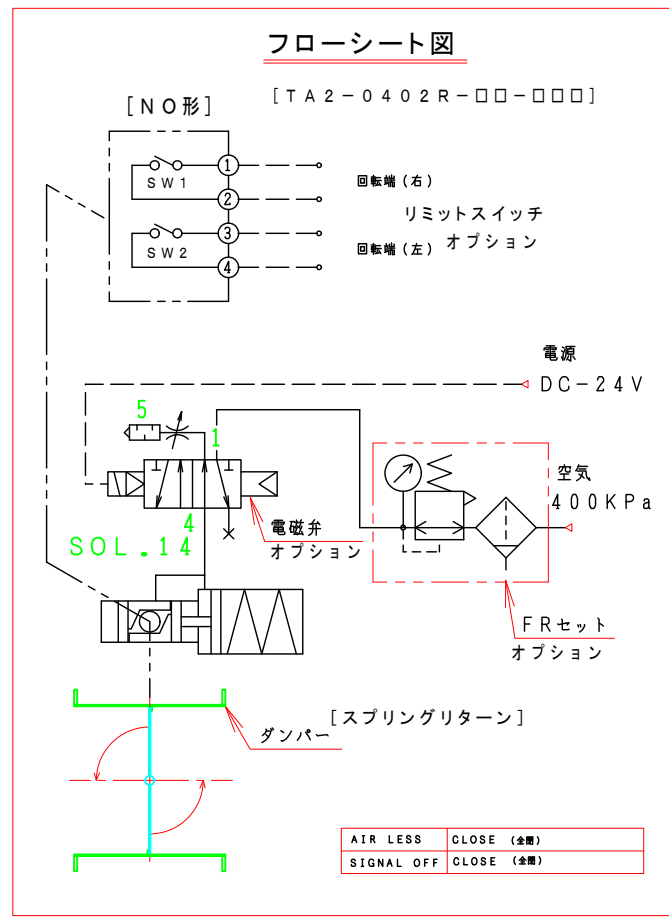 フローシート図
[TA2-0402R-□□-□□□]
[NO形]
SW1
①
②
回転端(右)
リミットスイッチ
オプション
SW2
③
④
回転端(左)
電源
DC-24V
5
1
4
SOL.14
電磁弁
オプション
空気
400KPa
FRセット
オプション
[スプリングリターン]
ダンパー
AIR LESS CLOSE (全閉)
SIGNAL OFF CLOSE (全閉)